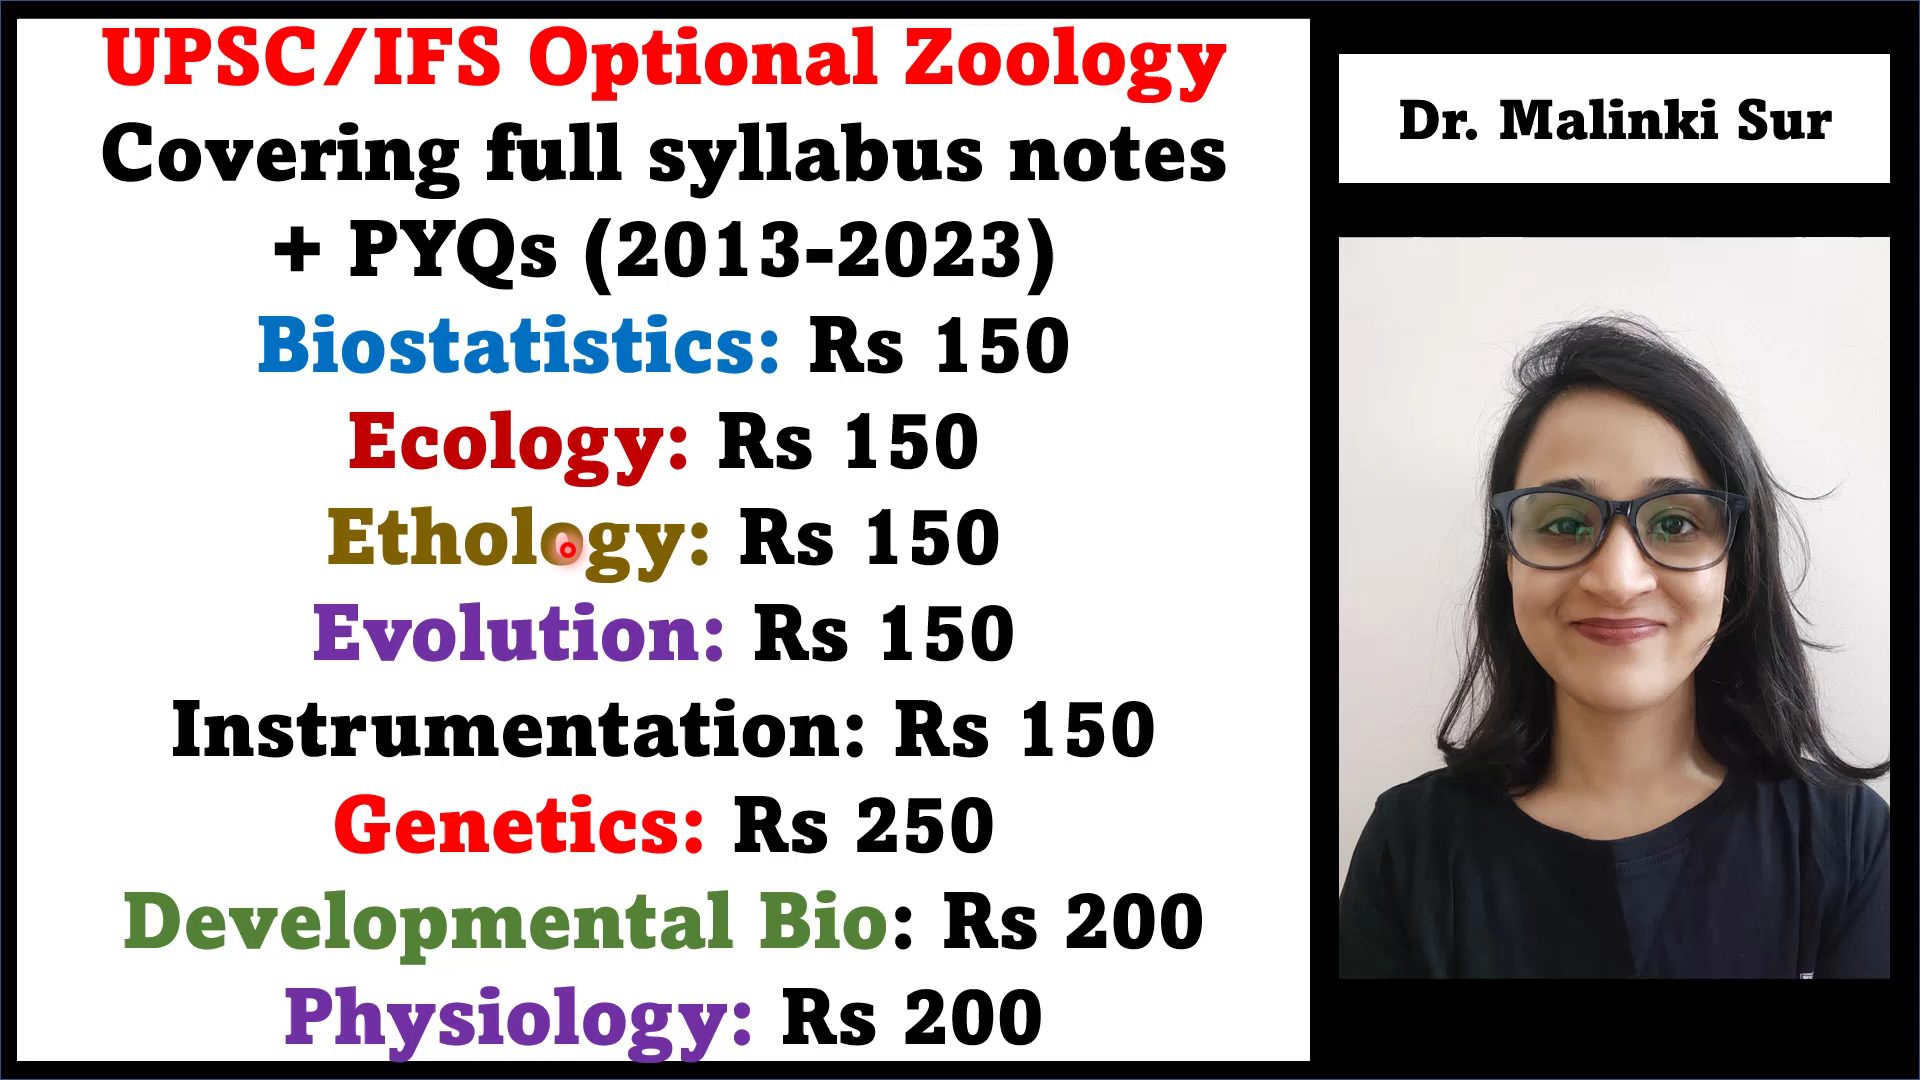 UPSC/IFS Optional Zoology
Covering full syllabus notes
+ PYQs (2013-2023)
Biostatistics: Rs 150
Ecology: Rs 150
Ethology: Rs 150
Evolution: Rs 150
Instrumentation: Rs 150
Genetics: Rs 250
Developmental Bio: Rs 200
Physiology: Rs 200
Dr. Malinki Sur